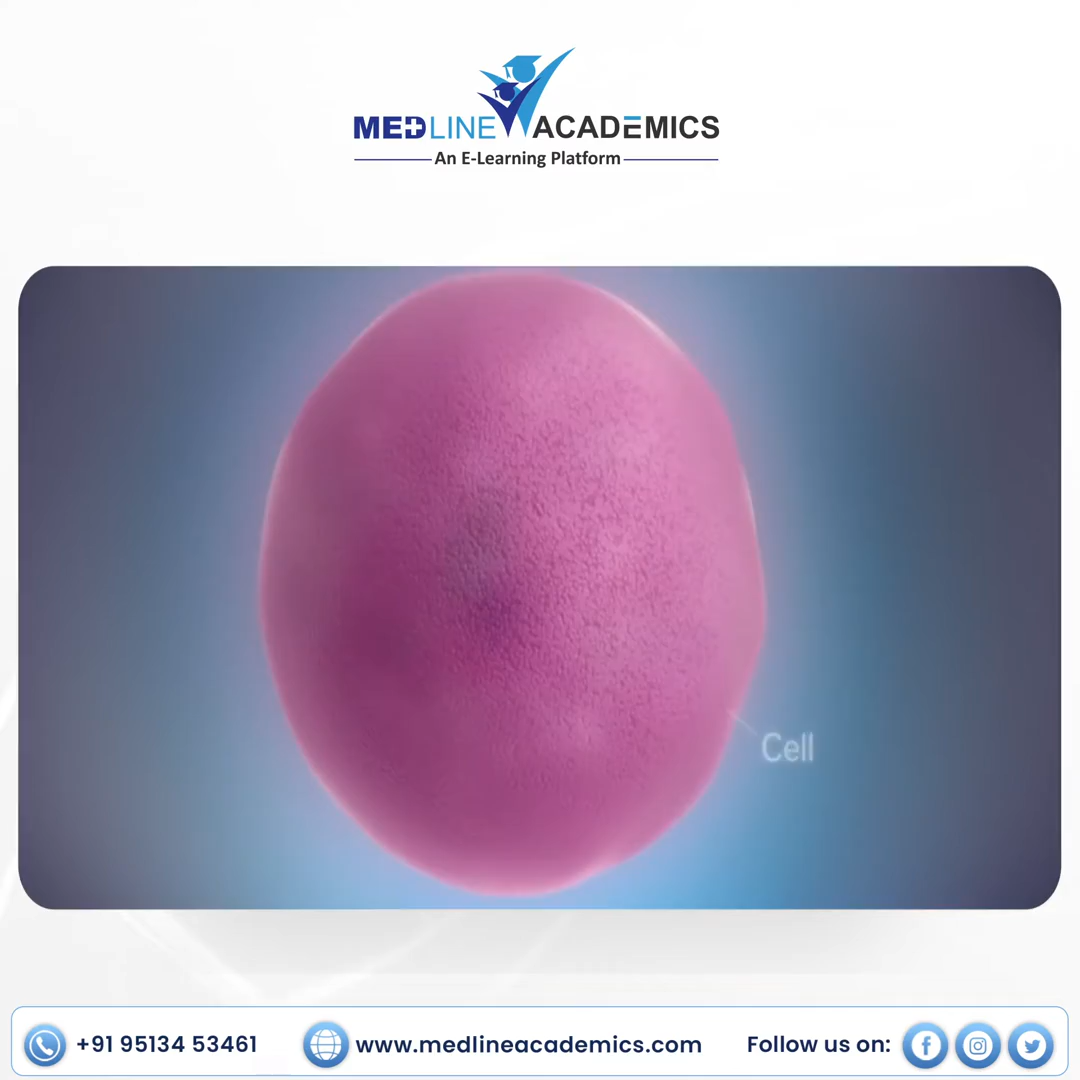 MEDLINE ACADEMICS
An E-Learning Platform
Cell
+91 95134 53461
www.medlineacademics.com
Follow us on: